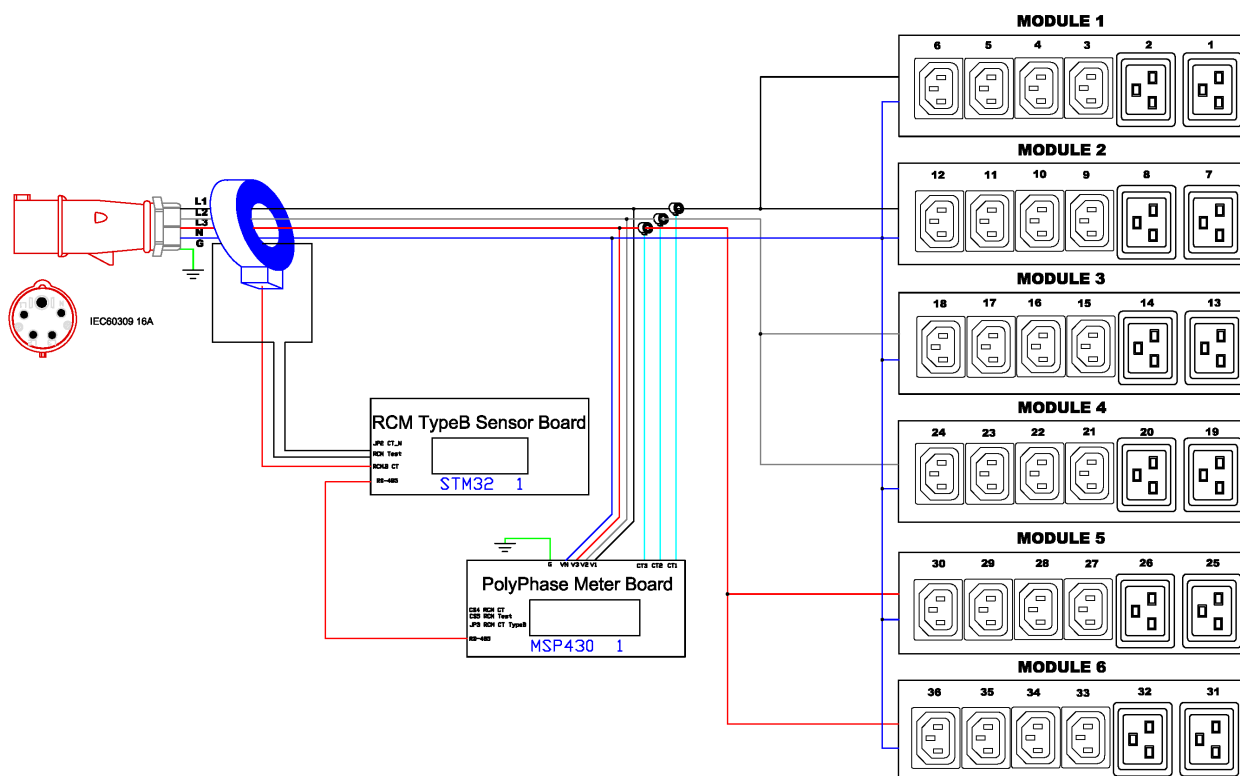 MODULE 1
6 5 4 3 2 1
MODULE 2
12 11 10 9 8 7
L1
L2
L3
N
G
MODULE 3
18 17 16 15 14 13
IEC60309 16A
MODULE 4
24 23 22 21 20 19
RCM TypeB Sensor Board
JP2 CT_N
RCM Test
RCM.B CT
RS-485
STM32 1
MODULE 5
30 29 28 27 26 25
G VN V3 V2 V1 CT3 CT2 CT1
PolyPhase Meter Board
CS4 RCM CT
CS3 RCM Test
JP3 RCM CT TypeB
RS-485
MSP430 1
MODULE 6
36 35 34 33 32 31